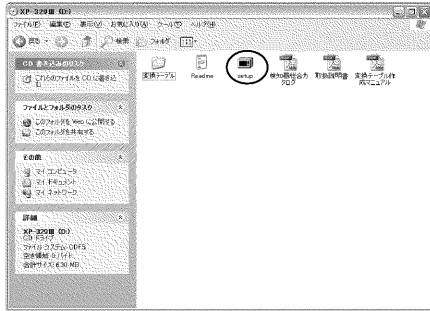 XP-329Ⅲ (D:)
ファイル(F) 編集(E) 表示(V) お気に入り(A) ツール(T) ヘルプ(H)
戻る 検索 フォルダ
CD 書き込みのタスク
これらのファイルを CD に書き込む
ファイルとフォルダのタスク
このフォルダを Web に公開する
このフォルダを共有する
その他
マイ コンピュータ
マイ ドキュメント
マイ ネットワーク
詳細
XP-329Ⅲ (D:)
CD ドライブ
ファイル システム: CDFS
空き領域: 0 バイト
合計サイズ: 630 MB
変換テーブル
Readme
setup
検知器総合カタログ
取扱説明書
変換テーブル作成マニュアル